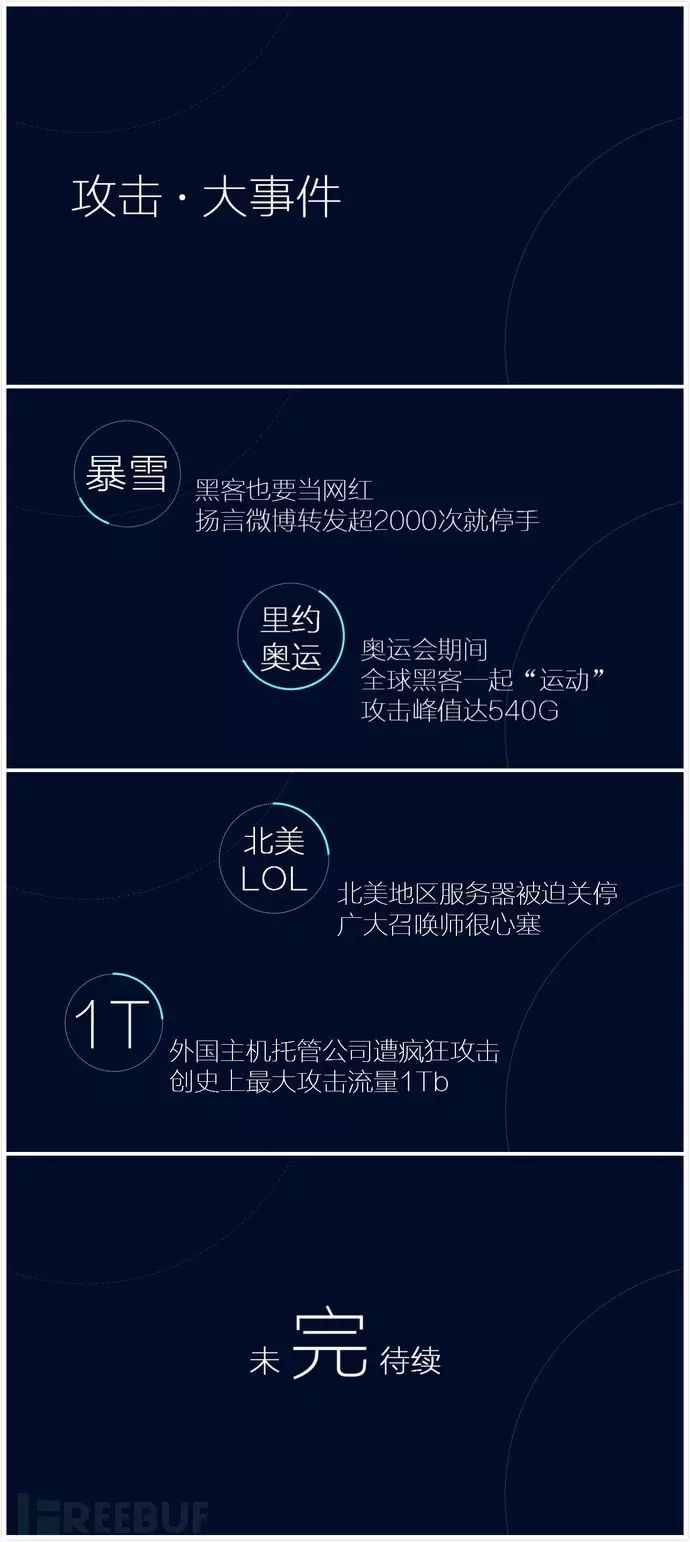 攻击·大事件
暴雪
黑客也要当网红
扬言微博转发超2000次就停手
里约
奥运
奥运会期间
全球黑客一起“运动”
攻击峰值达540G
北美
LOL
北美地区服务器被迫关停
广大召唤师很心塞
1T
外国主机托管公司遭疯狂攻击
创史上最大攻击流量1Tb
未完待续
FREEBUF